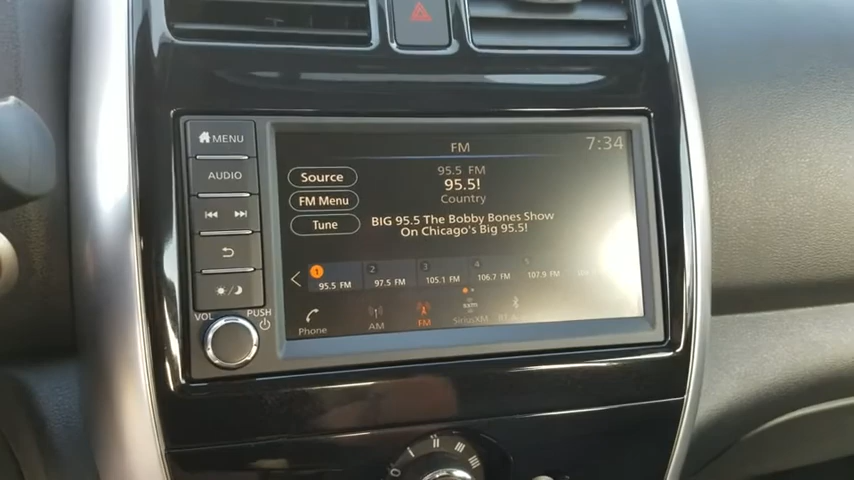 MENU
AUDIO
VOL
PUSH
FM
7:34
Source
FM Menu
Tune
95.5 FM
95.5!
Country
BIG 95.5 The Bobby Bones Show
On Chicago's Big 95.5!
1 2 3 4 5
95.5 FM 97.5 FM 105.1 FM 106.7 FM 107.9 FM
Phone AM FM SiriusXM